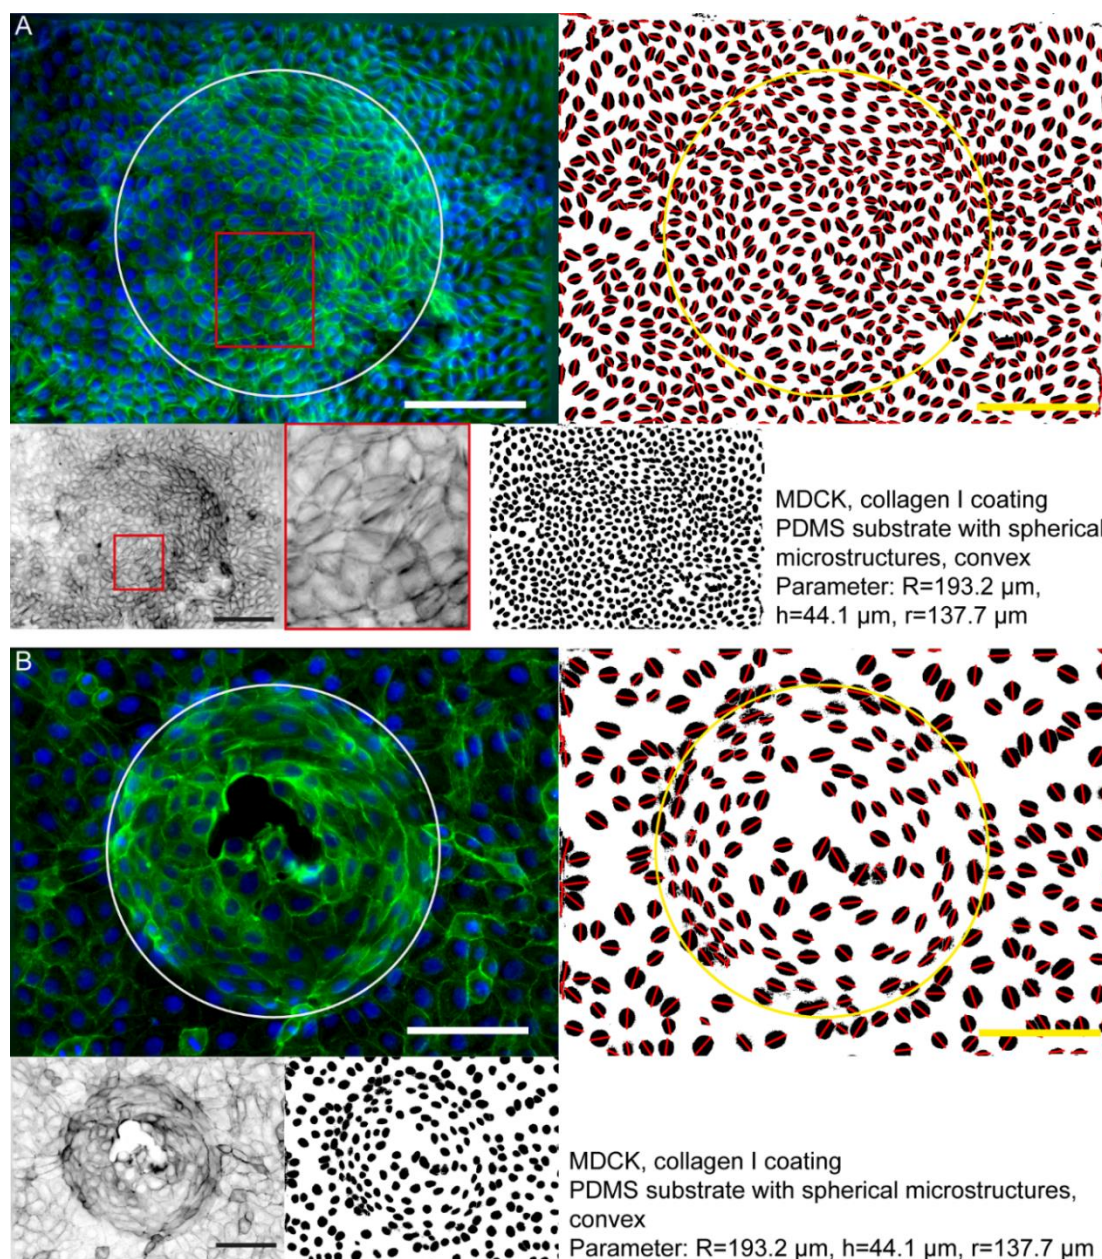 A
MDCK, collagen I coating
PDMS substrate with spherical
microstructures, convex
Parameter: R=193.2 µm,
h=44.1 µm, r=137.7 µm
B
MDCK, collagen I coating
PDMS substrate with spherical microstructures,
convex
Parameter: R=193.2 µm, h=44.1 µm, r=137.7 µm